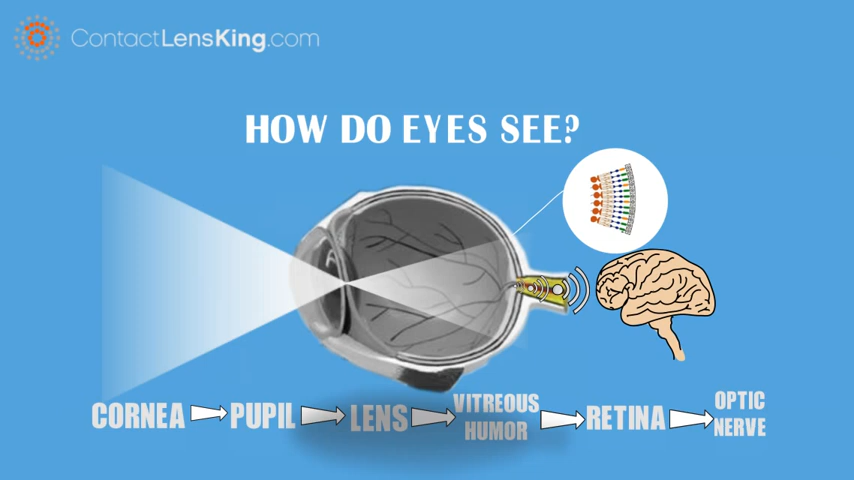 ContactLensKing.com
HOW DO EYES SEE?
CORNEA PUPIL LENS VITREOUS HUMOR RETINA OPTIC NERVE